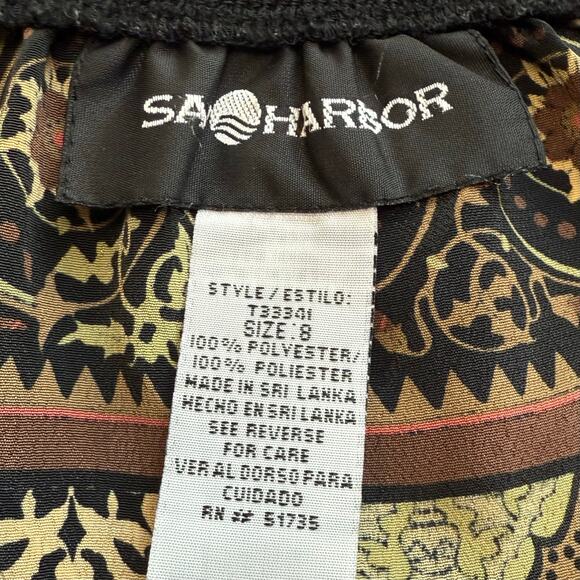 SAG HARBOR
STYLE / ESTILO:
T33341
SIZE:8
100% POLYESTER/
100% POLIESTER
MADE IN SRI LANKA
HECHO EN SRI LANKA
SEE REVERSE
FOR CARE
VER AL DORSO PARA
CUIDADO
RN ## 51735